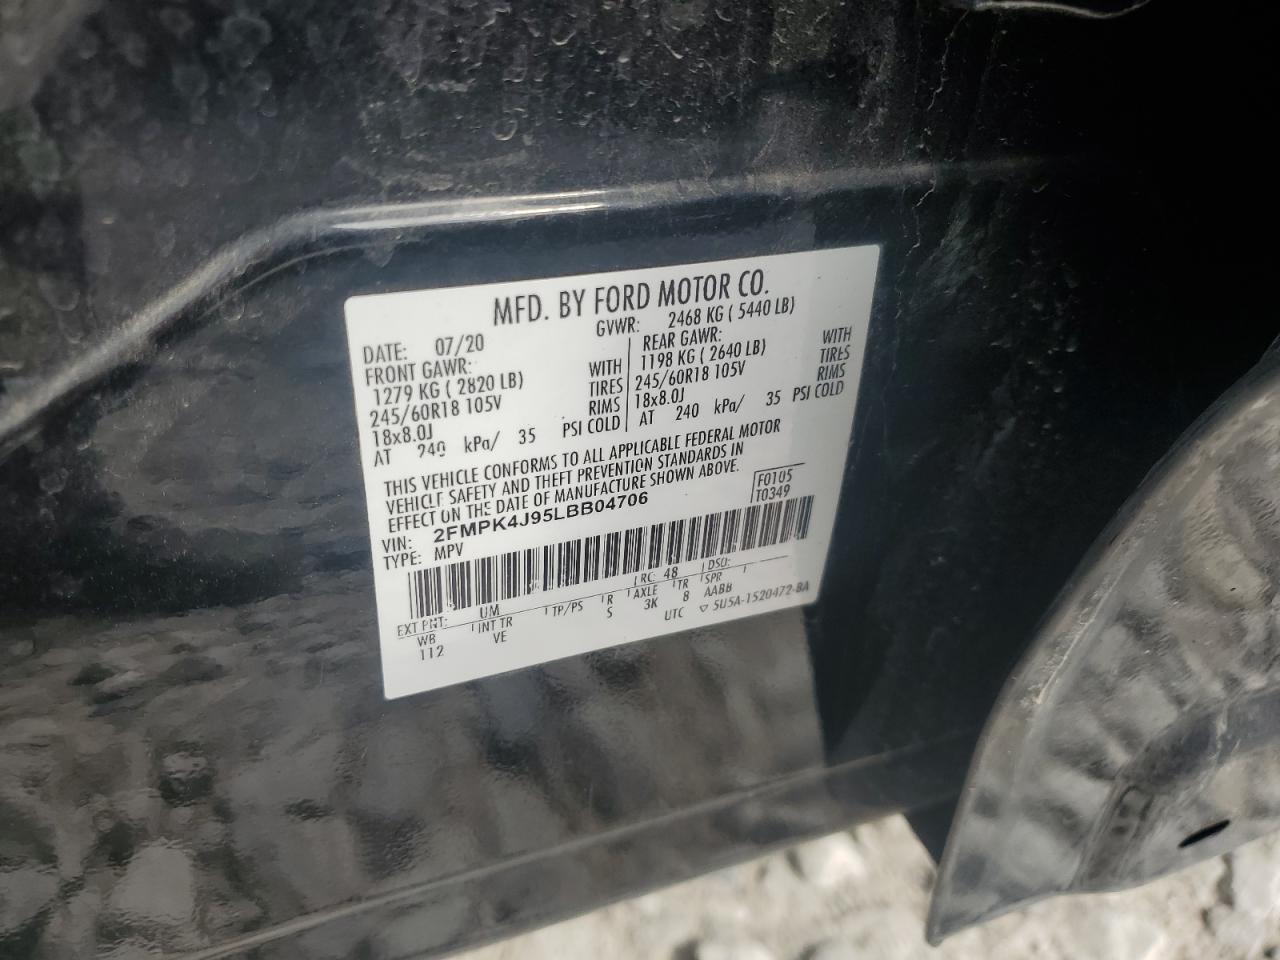 MFD. BY FORD MOTOR CO.
DATE: 07/20 GVWR: 2468 KG ( 5440 LB)
FRONT GAWR: WITH REAR GAWR: WITH
1279 KG ( 2820 LB) TIRES 1198 KG ( 2640 LB) TIRES
245/60R18 105V RIMS 245/60R18 105V RIMS
18x8.0J 18x8.0J
AT 240 kPa/ 35 PSI COLD AT 240 kPa/ 35 PSI COLD
THIS VEHICLE CONFORMS TO ALL APPLICABLE FEDERAL MOTOR
VEHICLE SAFETY AND THEFT PREVENTION STANDARDS IN
EFFECT ON THE DATE OF MANUFACTURE SHOWN ABOVE.
VIN: 2FMPK4J95LBB04706 F0105
TYPE: MPV T0349
EXT PNT: UM RC: 48 DSO:
WB INT TR TP/PS R AXLE TR SPR
112 VE S 3K 8 AABB
UTC ▽ 5U5A-1520472-BA